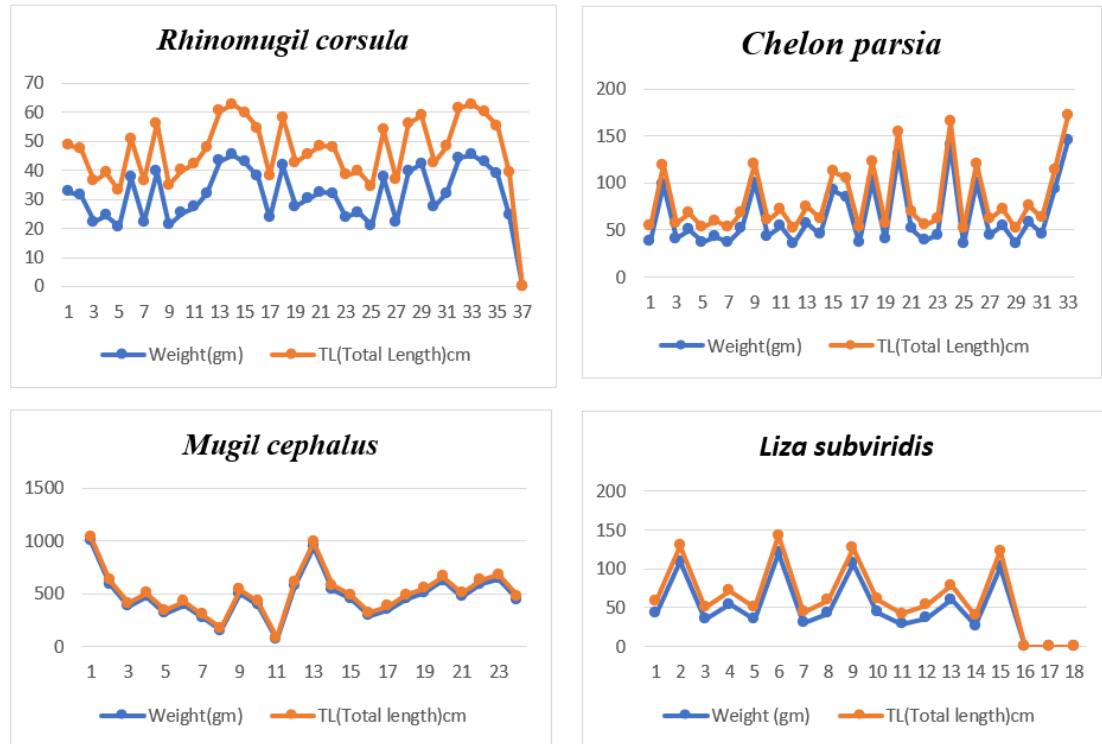 Rhinomugil corsula
70
60
50
40
30
20
10
0
1 3 5 7 9 11 13 15 17 19 21 23 25 27 29 31 33 35 37
Weight(gm) TL(Total Length)cm
Chelon parsia
200
150
100
50
0
1 3 5 7 9 11 13 15 17 19 21 23 25 27 29 31 33
Weight(gm) TL(Total Length)cm
Mugil cephalus
1500
1000
500
0
1 3 5 7 9 11 13 15 17 19 21 23
Weight(gm) TL(Total length)cm
Liza subviridis
200
150
100
50
0
1 2 3 4 5 6 7 8 9 10 11 12 13 14 15 16 17 18
Weight (gm) TL(Total length)cm